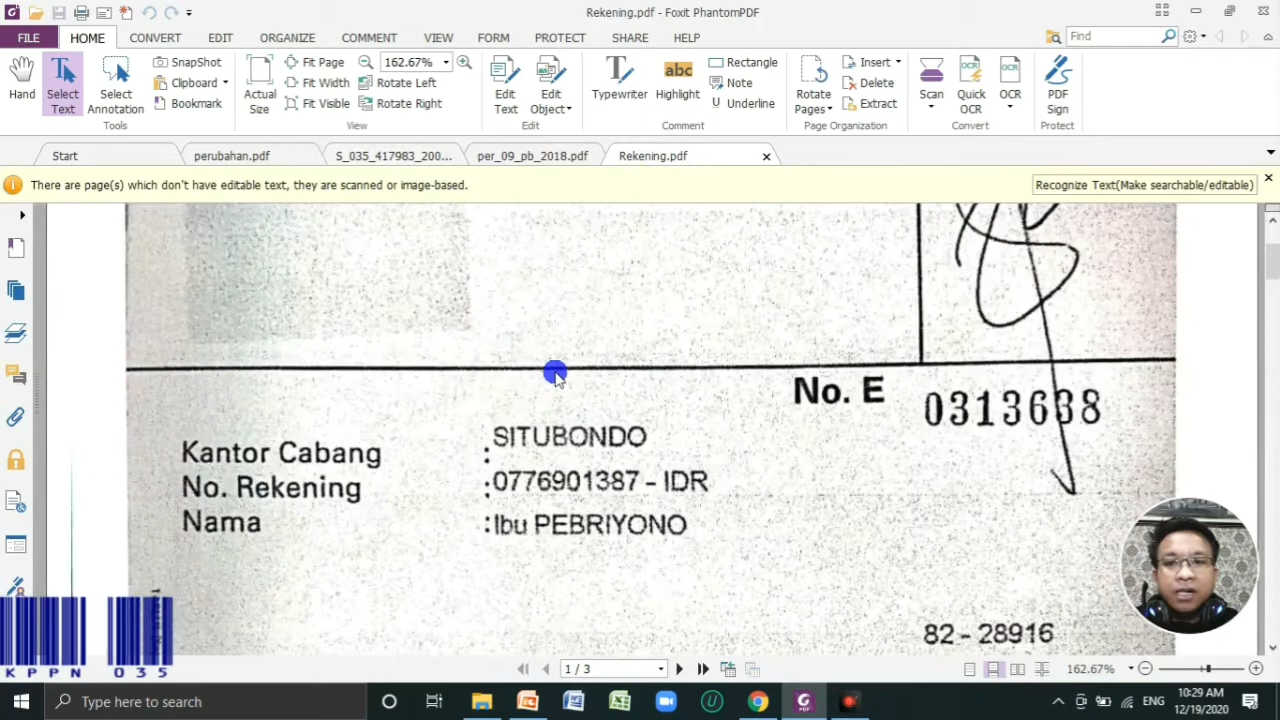 Rekening.pdf - Foxit PhantomPDF
FILE HOME CONVERT EDIT ORGANIZE COMMENT VIEW FORM PROTECT SHARE HELP
Find
Hand
Select Text
Select Annotation
SnapShot
Clipboard
Bookmark
Tools
Actual Size
Fit Page
Fit Width
Fit Visible
162.67%
Rotate Left
Rotate Right
View
Edit Text
Edit Object
Edit
Typewriter
abc
Highlight
Rectangle
Note
Underline
Comment
Rotate Pages
Insert
Delete
Extract
Page Organization
Scan
Quick OCR
OCR
Convert
PDF Sign
Protect
Start perubahan.pdf S_035_417983_200... per_09_pb_2018.pdf Rekening.pdf
There are page(s) which don't have editable text, they are scanned or image-based.
Recognize Text(Make searchable/editable)
No. E 0313638
Kantor Cabang : SITUBONDO
No. Rekening :0776901387 - IDR
Nama :Ibu PEBRIYONO
82 - 28916
KPPN 035
1 / 3
162.67%
Type here to search
ENG
10:29 AM
12/19/2020